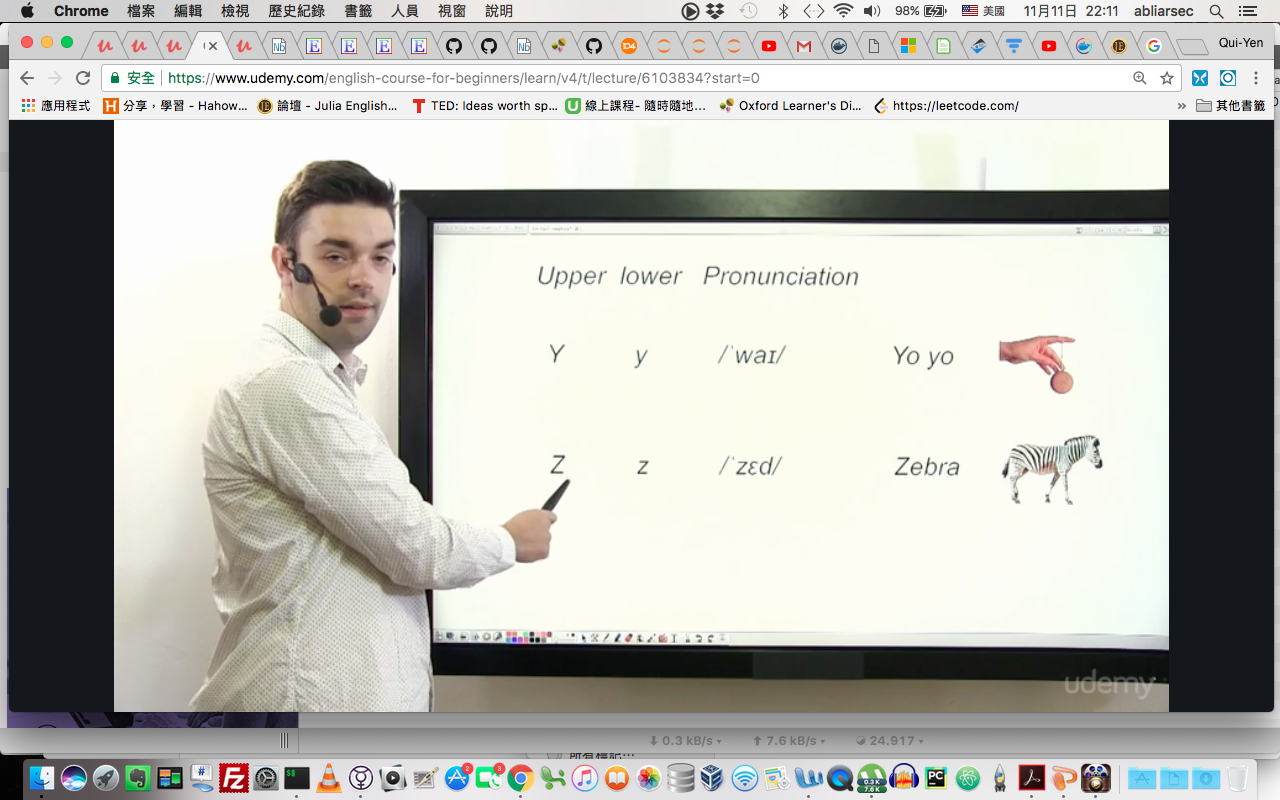 Chrome 檔案 編輯 檢視 歷史紀錄 書籤 人員 視窗 說明 98% 美國 11月11日 22:11 abliarsec
Qui-Yen
安全 https://www.udemy.com/english-course-for-beginners/learn/v4/t/lecture/6103834?start=0
應用程式 分享，學習 - Hahow... 論壇 - Julia English... TED: Ideas worth sp... 線上課程- 隨時隨地... Oxford Learner's Di... https://leetcode.com/ » 其他書籤
Upper lower Pronunciation
Y y /ˈwaɪ/ Yo yo
Z z /ˈzɛd/ Zebra
udemy
0.3 kB/s 7.6 kB/s 24.917